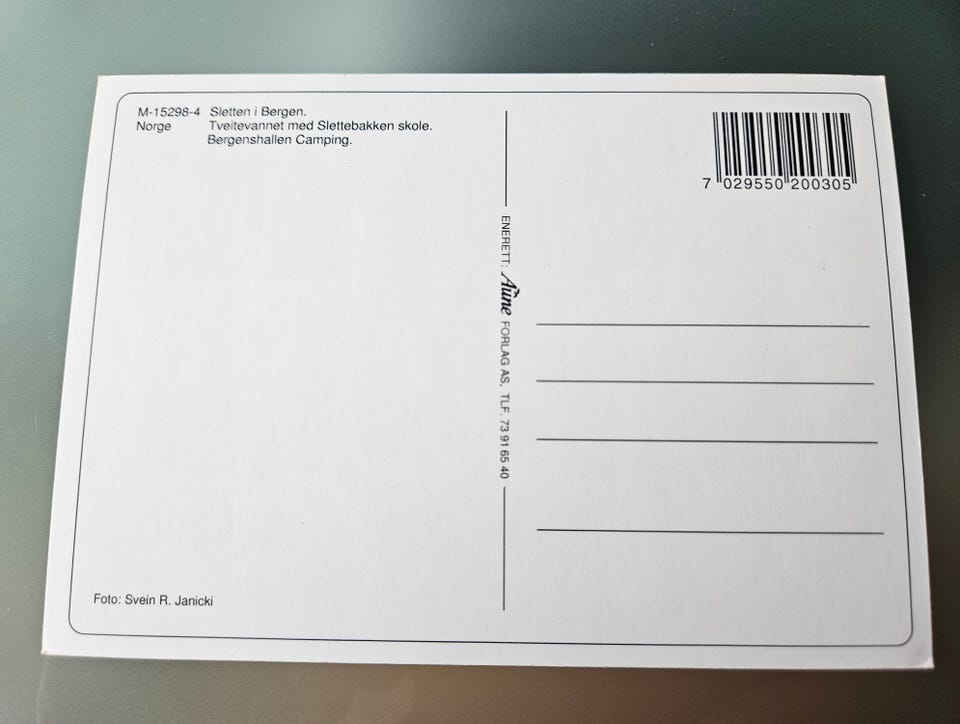 M-15298-4 Sletten i Bergen.
Norge Tveitevannet med Slettebakken skole.
Bergenshallen Camping.
7 029550 200305
ENERETT: Aune FORLAG AS, TLF. 73 91 65 40
Foto: Svein R. Janicki